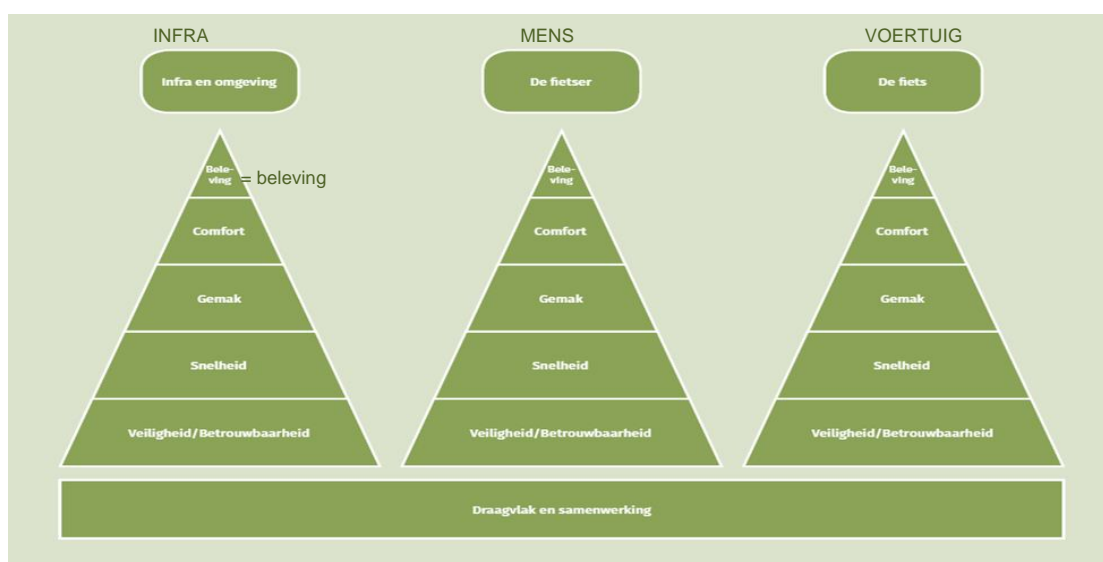 INFRA MENS VOERTUIG
Infra en omgeving De fietser De fiets
Bele-
ving = beleving
Bele-
ving
Bele-
ving
Comfort Comfort Comfort
Gemak Gemak Gemak
Snelheid Snelheid Snelheid
Veiligheid/Betrouwbaarheid Veiligheid/Betrouwbaarheid Veiligheid/Betrouwbaarheid
Draagvlak en samenwerking